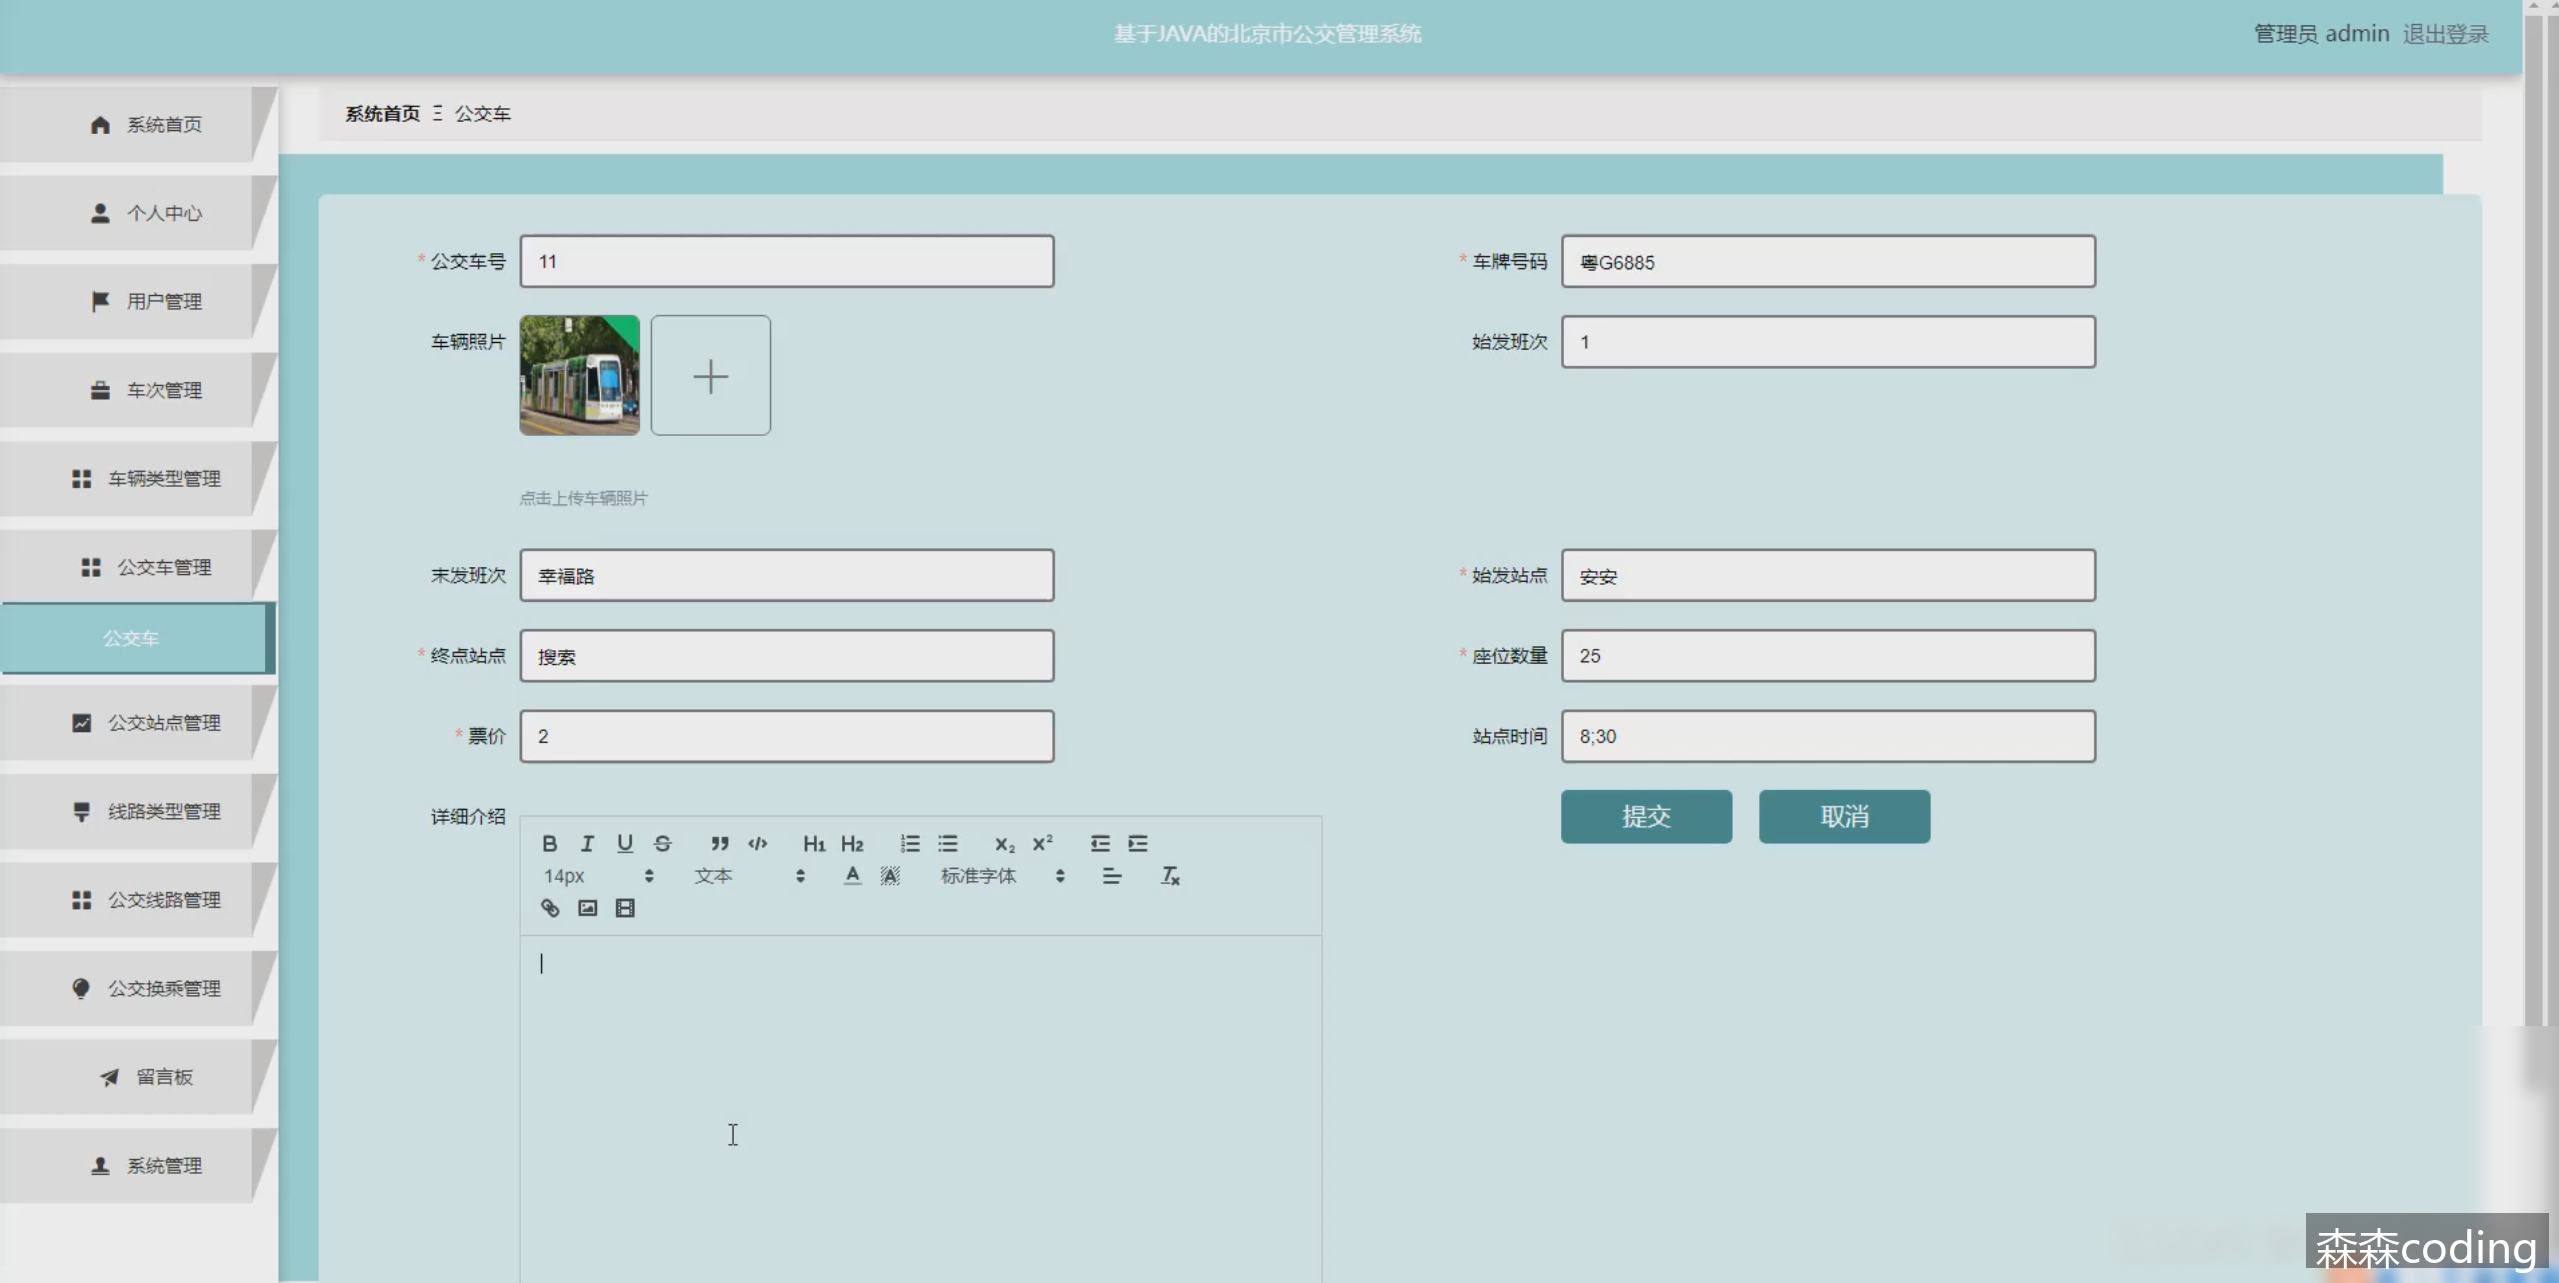 基于JAVA的北京市公交管理系统
管理员 admin 退出登录
系统首页 Ξ 公交车
系统首页
个人中心
用户管理
车次管理
车辆类型管理
公交车管理
公交车
公交站点管理
线路类型管理
公交线路管理
公交换乘管理
留言板
系统管理
* 公交车号 11
* 车牌号码 粤G6885
车辆照片
始发班次 1
点击上传车辆照片
末发班次 幸福路
* 始发站点 安安
* 终点站点 搜索
* 座位数量 25
* 票价 2
站点时间 8;30
详细介绍
提交 取消
14px 文本 标准字体
森森coding